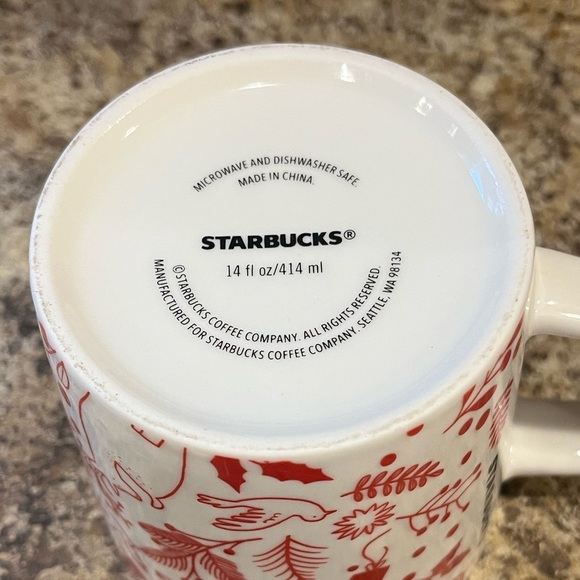 MICROWAVE AND DISHWASHER SAFE.
MADE IN CHINA.
STARBUCKS®
14 fl oz/414 ml
©STARBUCKS COFFEE COMPANY. ALL RIGHTS RESERVED.
MANUFACTURED FOR STARBUCKS COFFEE COMPANY. SEATTLE, WA 98134